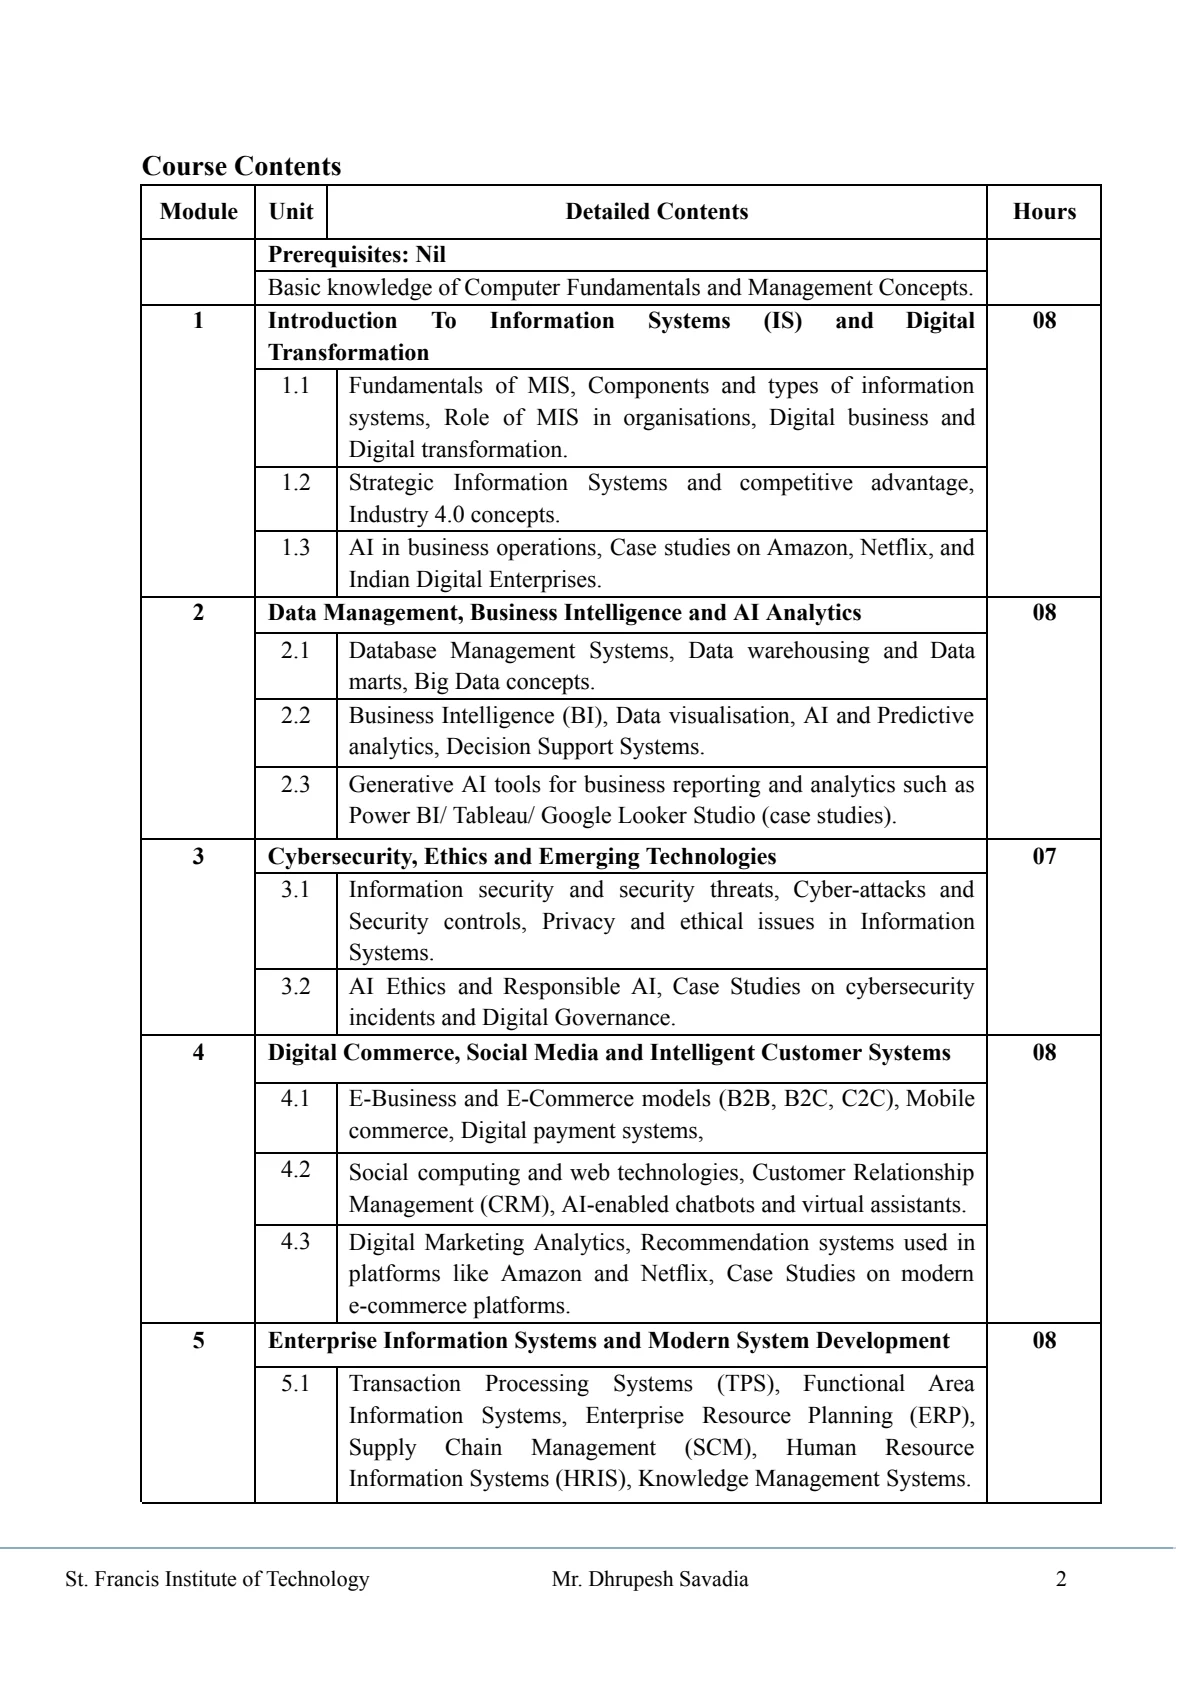 Course Contents
Module Unit Detailed Contents Hours
Prerequisites: Nil
Basic knowledge of Computer Fundamentals and Management Concepts.
1 Introduction To Information Systems (IS) and Digital 08
Transformation
1.1 Fundamentals of MIS, Components and types of information
systems, Role of MIS in organisations, Digital business and
Digital transformation.
1.2 Strategic Information Systems and competitive advantage,
Industry 4.0 concepts.
1.3 AI in business operations, Case studies on Amazon, Netflix, and
Indian Digital Enterprises.
2 Data Management, Business Intelligence and AI Analytics 08
2.1 Database Management Systems, Data warehousing and Data
marts, Big Data concepts.
2.2 Business Intelligence (BI), Data visualisation, AI and Predictive
analytics, Decision Support Systems.
2.3 Generative AI tools for business reporting and analytics such as
Power BI/ Tableau/ Google Looker Studio (case studies).
3 Cybersecurity, Ethics and Emerging Technologies 07
3.1 Information security and security threats, Cyber-attacks and
Security controls, Privacy and ethical issues in Information
Systems.
3.2 AI Ethics and Responsible AI, Case Studies on cybersecurity
incidents and Digital Governance.
4 Digital Commerce, Social Media and Intelligent Customer Systems 08
4.1 E-Business and E-Commerce models (B2B, B2C, C2C), Mobile
commerce, Digital payment systems,
4.2 Social computing and web technologies, Customer Relationship
Management (CRM), AI-enabled chatbots and virtual assistants.
4.3 Digital Marketing Analytics, Recommendation systems used in
platforms like Amazon and Netflix, Case Studies on modern
e-commerce platforms.
5 Enterprise Information Systems and Modern System Development 08
5.1 Transaction Processing Systems (TPS), Functional Area
Information Systems, Enterprise Resource Planning (ERP),
Supply Chain Management (SCM), Human Resource
Information Systems (HRIS), Knowledge Management Systems.
St. Francis Institute of Technology Mr. Dhrupesh Savadia 2